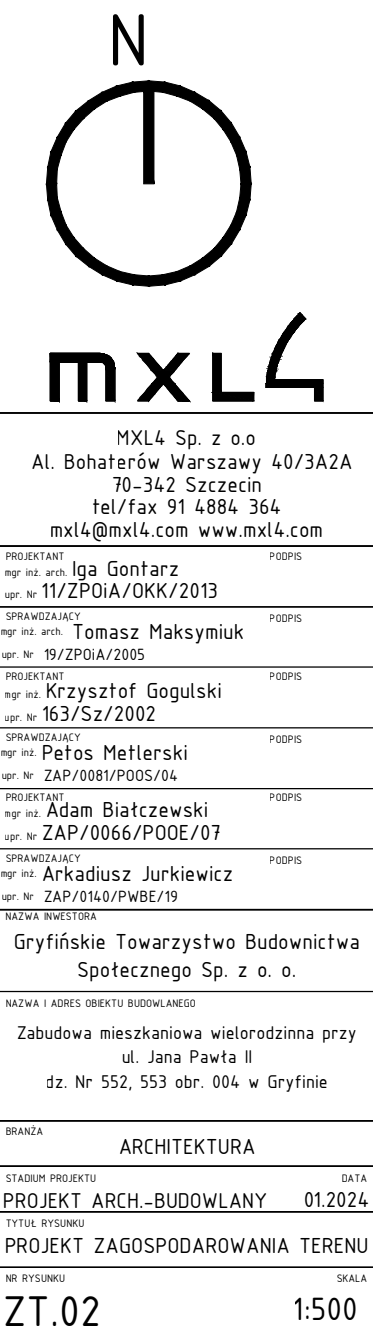 N
mxL4
MXL4 Sp. z o.o
Al. Bohaterów Warszawy 40/3A2A
70-342 Szczecin
tel/fax 91 4884 364
mxl4@mxl4.com www.mxl4.com
PROJEKTANT PODPIS
mgr inż. arch. Iga Gontarz
upr. Nr 11/ZPOiA/OKK/2013
SPRAWDZAJĄCY PODPIS
mgr inż. arch. Tomasz Maksymiuk
upr. Nr 19/ZPOiA/2005
PROJEKTANT PODPIS
mgr inż. Krzysztof Gogulski
upr. Nr 163/Sz/2002
SPRAWDZAJĄCY PODPIS
mgr inż. Petos Metlerski
upr. Nr ZAP/0081/POOS/04
PROJEKTANT PODPIS
mgr inż. Adam Białczewski
upr. Nr ZAP/0066/POOE/07
SPRAWDZAJĄCY PODPIS
mgr inż. Arkadiusz Jurkiewicz
upr. Nr ZAP/0140/PWBE/19
NAZWA INWESTORA
Gryfińskie Towarzystwo Budownictwa
Społecznego Sp. z o. o.
NAZWA I ADRES OBIEKTU BUDOWLANEGO
Zabudowa mieszkaniowa wielorodzinna przy
ul. Jana Pawła II
dz. Nr 552, 553 obr. 004 w Gryfinie
BRANŻA
ARCHITEKTURA
STADIUM PROJEKTU DATA
PROJEKT ARCH.-BUDOWLANY 01.2024
TYTUŁ RYSUNKU
PROJEKT ZAGOSPODAROWANIA TERENU
NR RYSUNKU SKALA
ZT.02 1:500